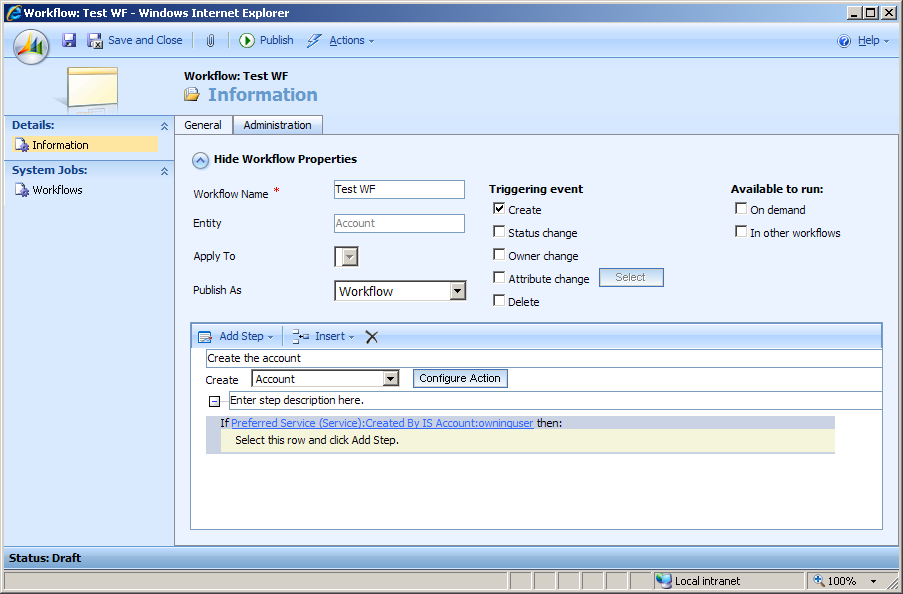 Workflow: Test WF - Windows Internet Explorer
Save and Close Publish Actions Help
Workflow: Test WF
Information
Details:
Information
System Jobs:
Workflows
General Administration
Hide Workflow Properties
Workflow Name * Test WF
Entity Account
Apply To
Publish As Workflow
Triggering event
Create
Status change
Owner change
Attribute change Select
Delete
Available to run:
On demand
In other workflows
Add Step Insert
Create the account
Create Account Configure Action
Enter step description here.
If Preferred Service (Service):Created By IS Account:owninguser then:
Select this row and click Add Step.
Status: Draft
Local intranet 100%